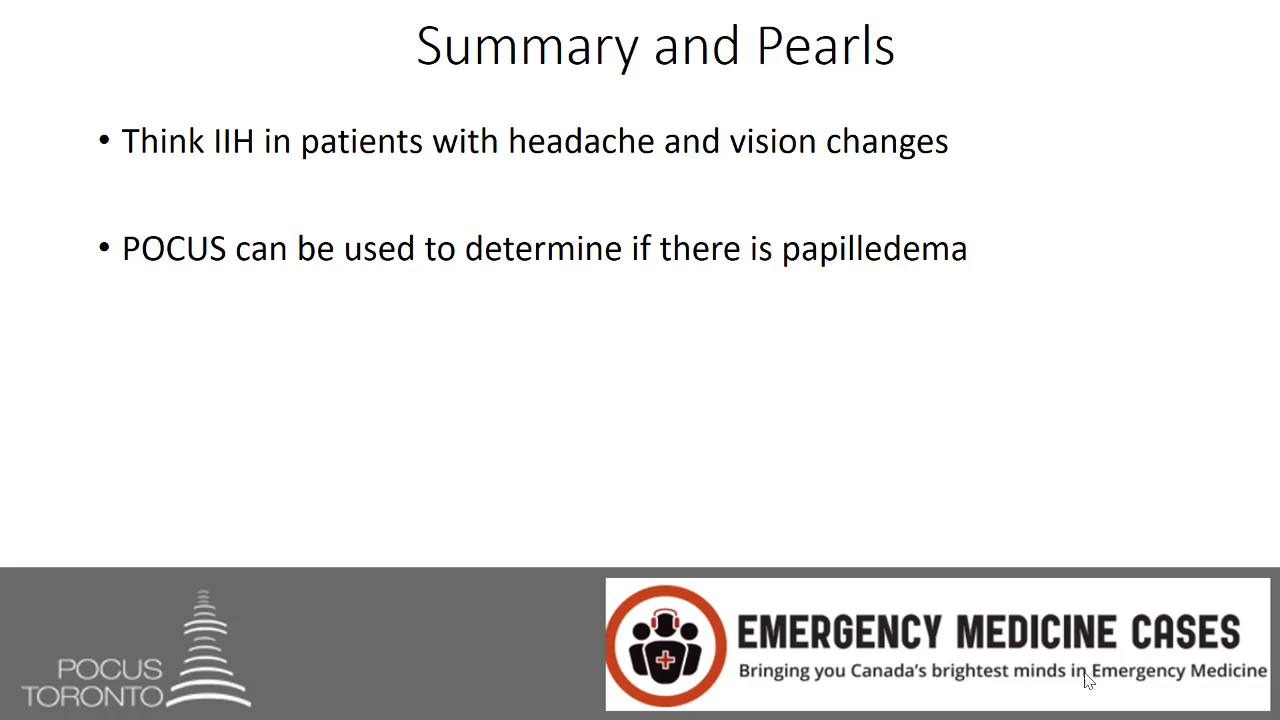 Summary and Pearls
• Think IIH in patients with headache and vision changes
• POCUS can be used to determine if there is papilledema
POCUS
TORONTO
EMERGENCY MEDICINE CASES
Bringing you Canada's brightest minds in Emergency Medicine